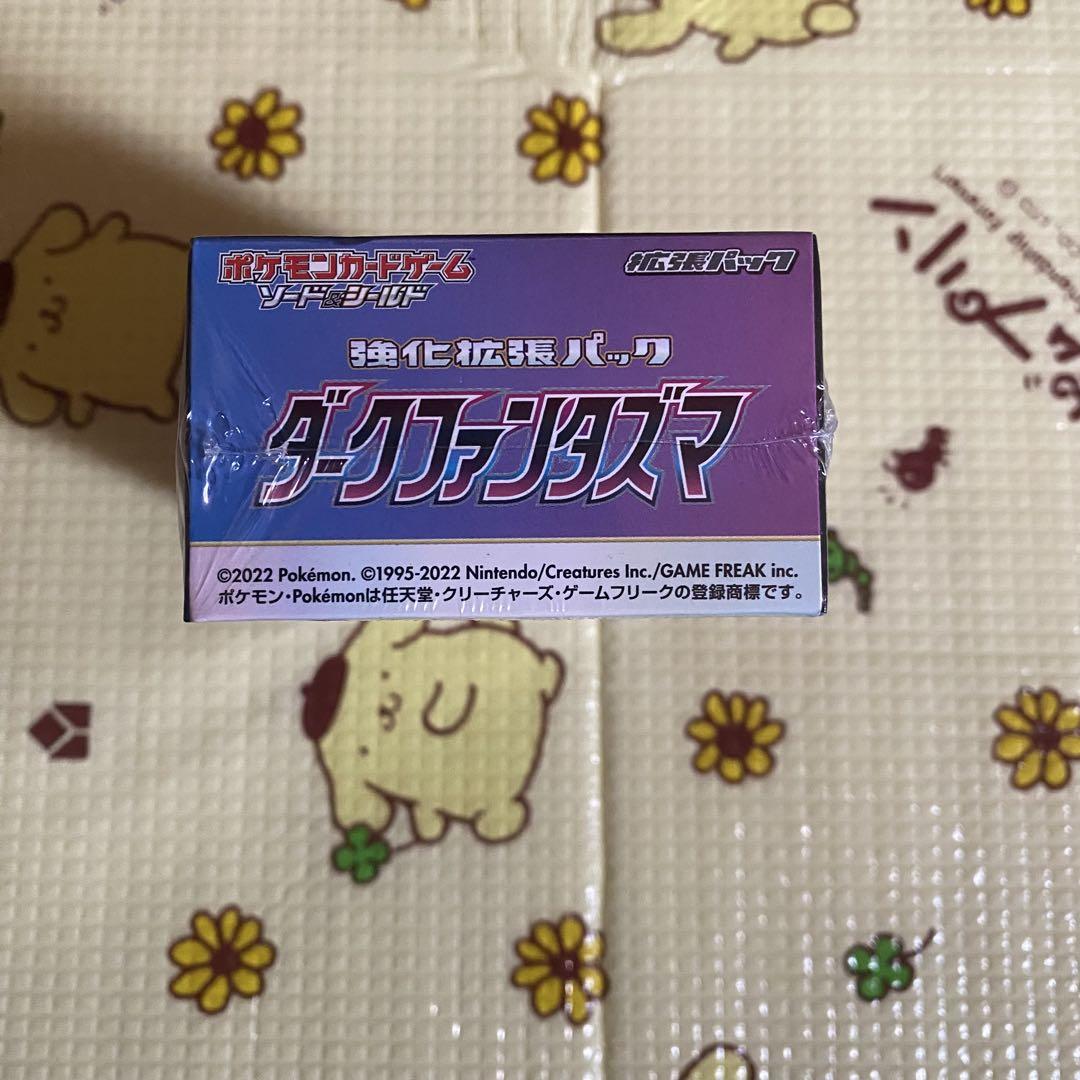 ポケモンカードゲーム
ソード&シールド
拡張パック
強化拡張パック
ダークファンタズマ
©2022 Pokémon. ©1995-2022 Nintendo/Creatures Inc./GAME FREAK inc.
ポケモン・Pokémonは任天堂・クリーチャーズ・ゲームフリークの登録商標です。